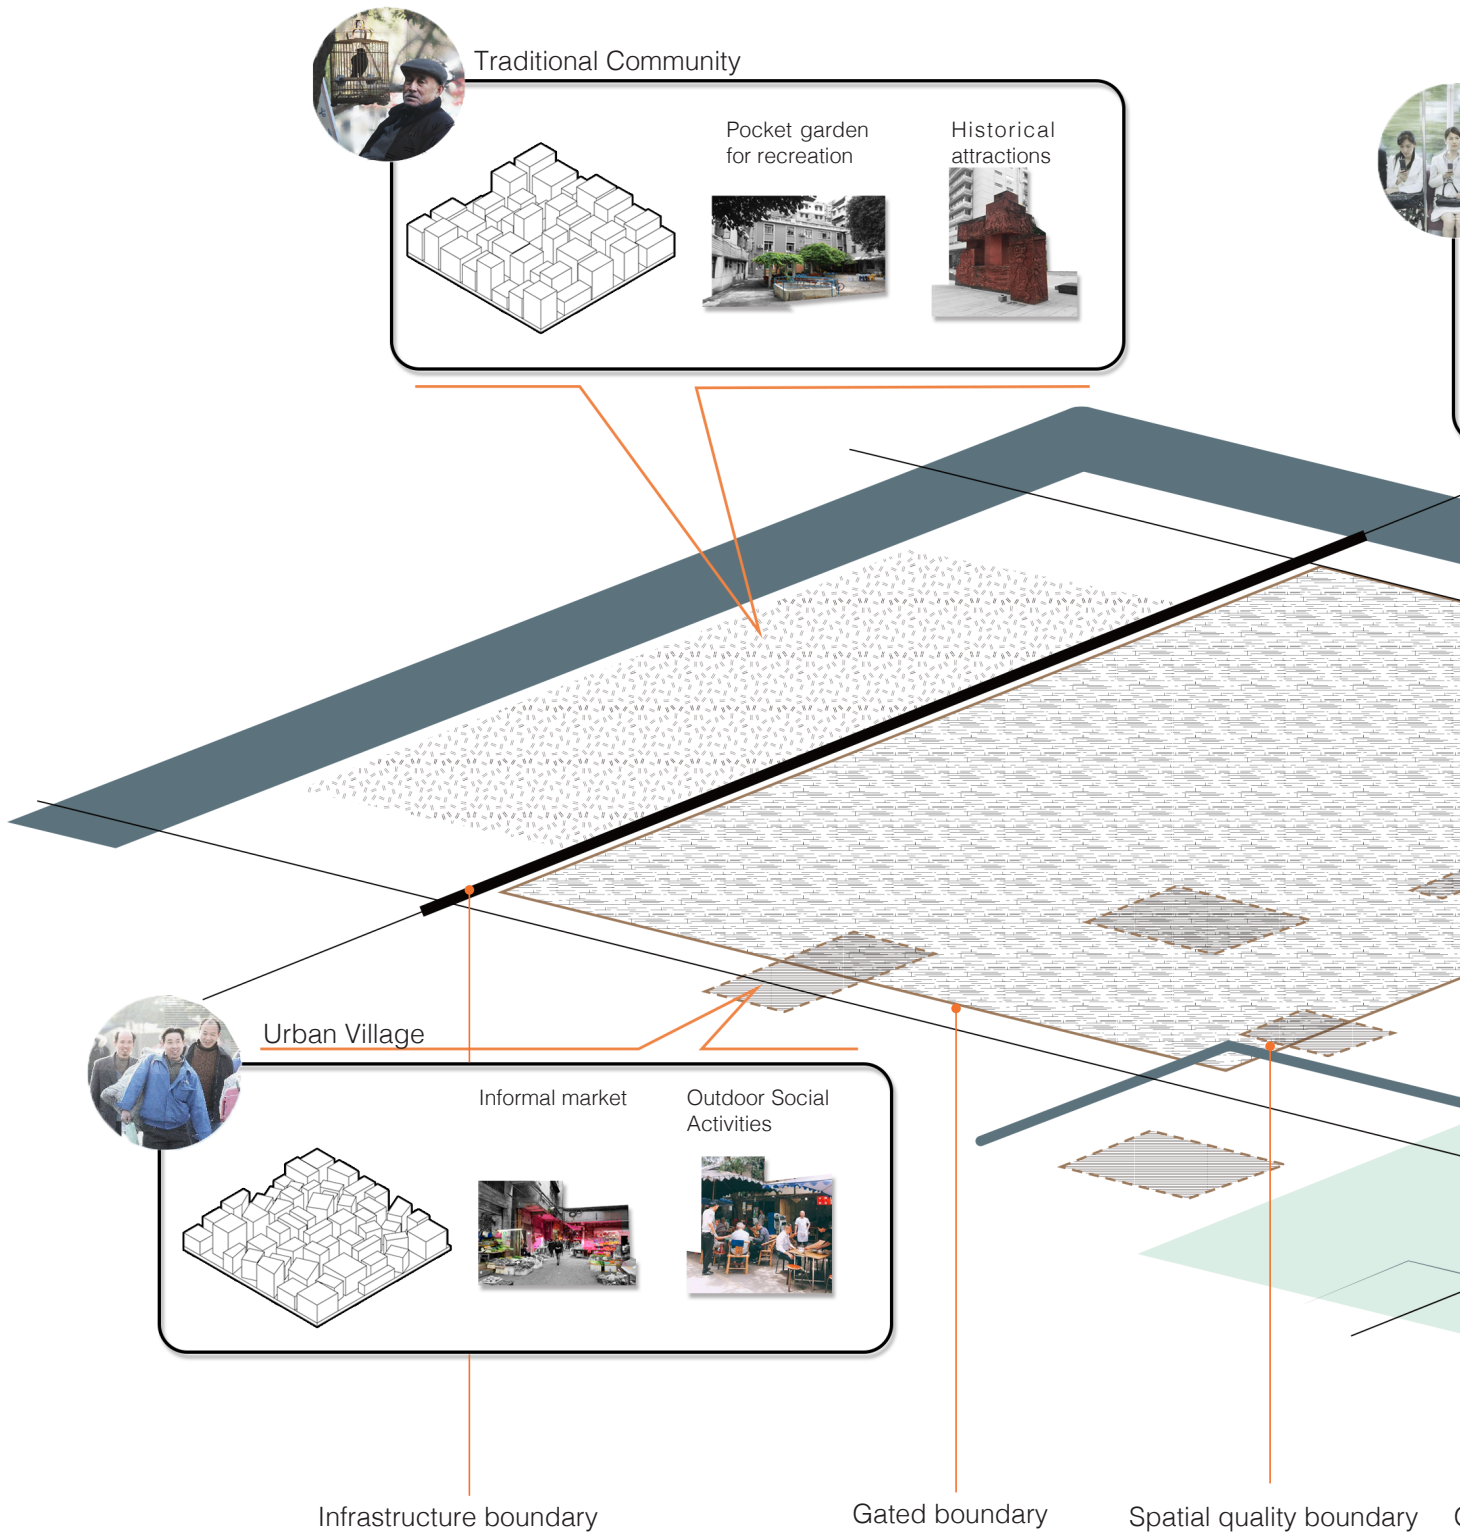 Traditional Community
Pocket garden
for recreation
Historical
attractions
Urban Village
Informal market
Outdoor Social
Activities
Infrastructure boundary
Gated boundary
Spatial quality boundary